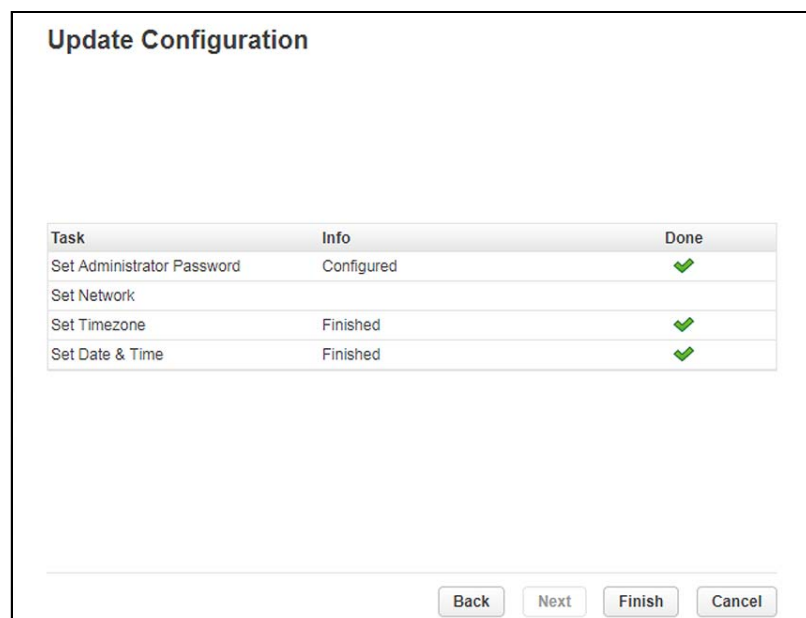 Update Configuration
Task Info Done
Set Administrator Password Configured
Set Network
Set Timezone Finished
Set Date & Time Finished
Back Next Finish Cancel